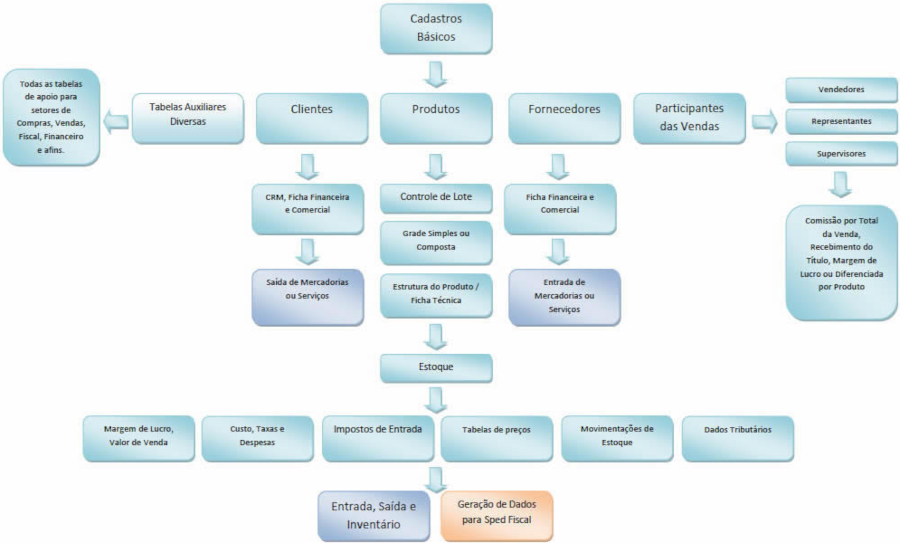 Cadastros
Básicos
Todas as tabelas
de apoio para
setores de
Compras, Vendas,
Fiscal, Financeiro
e afins.
Tabelas Auxiliares
Diversas
Clientes
Produtos
Fornecedores
Participantes
das Vendas
Vendedores
Representantes
Supervisores
CRM, Ficha Financeira
e Comercial
Controle de Lote
Ficha Financeira e
Comercial
Grade Simples ou
Composta
Comissão por Total
da Venda,
Recebimento do
Título, Margem de
Lucro ou Diferenciada
por Produto
Saída de Mercadorias
ou Serviços
Estrutura do Produto /
Ficha Técnica
Entrada de
Mercadorias ou
Serviços
Estoque
Margem de Lucro,
Valor de Venda
Custo, Taxas e
Despesas
Impostos de Entrada
Tabelas de preços
Movimentações de
Estoque
Dados Tributários
Entrada, Saída e
Inventário
Geração de Dados
para Sped Fiscal